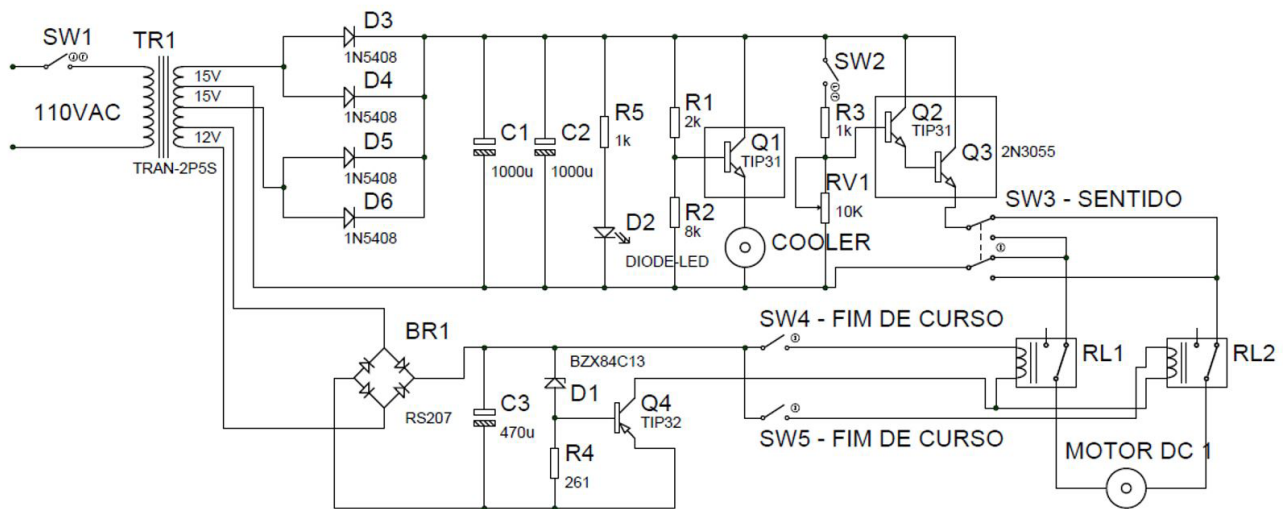 SW1
TR1
110VAC
15V
15V
12V
TRAN-2P5S
D3
1N5408
D4
1N5408
D5
1N5408
D6
1N5408
C1
1000u
C2
1000u
R5
1k
D2
DIODE-LED
R1
2k
R2
8k
Q1
TIP31
COOLER
SW2
R3
1k
RV1
10K
Q2
TIP31
Q3
2N3055
SW3 - SENTIDO
BR1
RS207
C3
470u
BZX84C13
D1
R4
261
Q4
TIP32
SW4 - FIM DE CURSO
SW5 - FIM DE CURSO
RL1
RL2
MOTOR DC 1